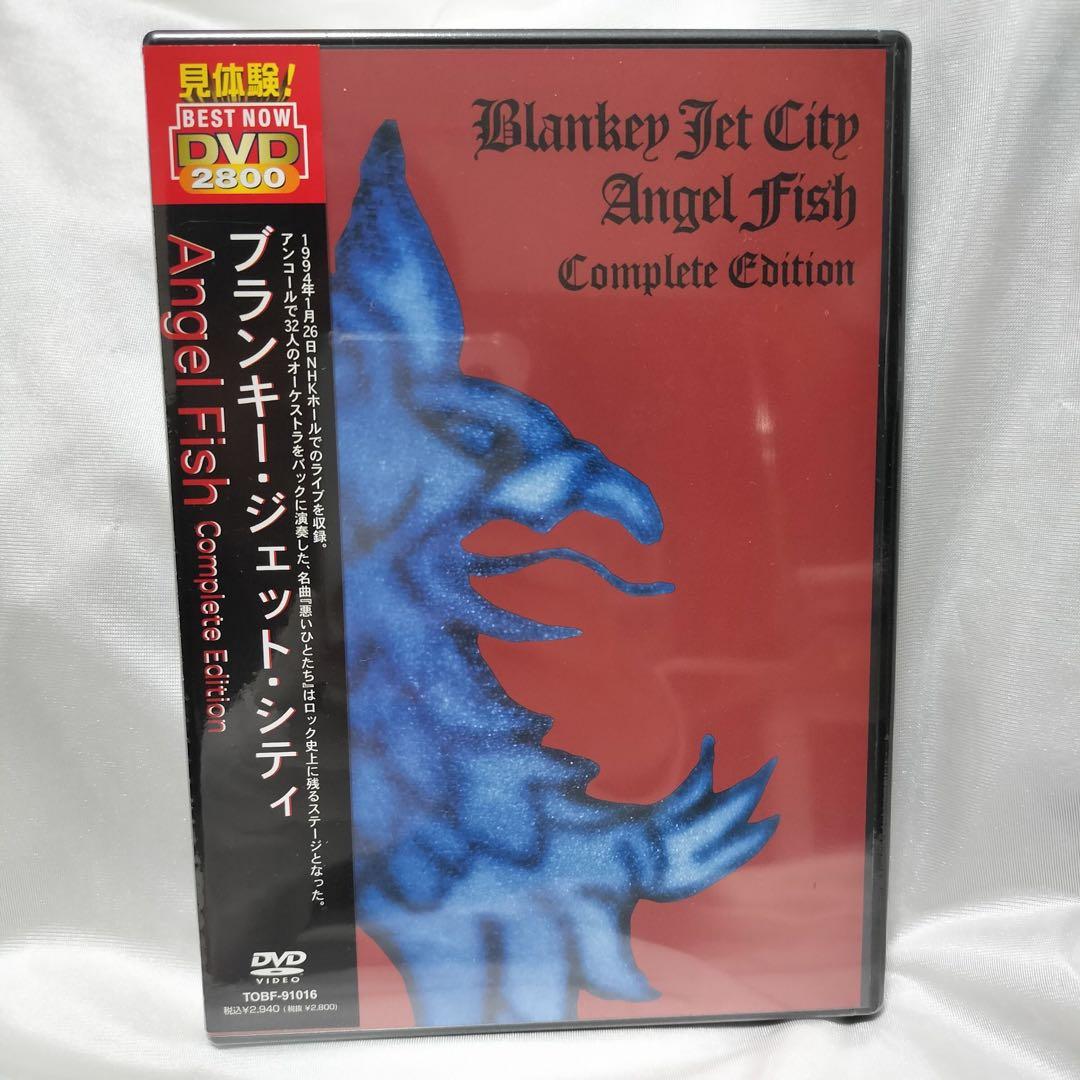 見体験!
BEST NOW
DVD
2800
Blankey Jet City
Angel Fish
Complete Edition
1994年1月26日NHKホールでのライブを収録。
アンコールで32人のオーケストラをバックに演奏した、名曲『悪いひとたち』はロック史上に残るステージとなった。
ブランキー・ジェット・シティ
Angel Fish Complete Edition
DVD
VIDEO
TOBF-91016
税込¥2,940 (税抜 ¥2,800)